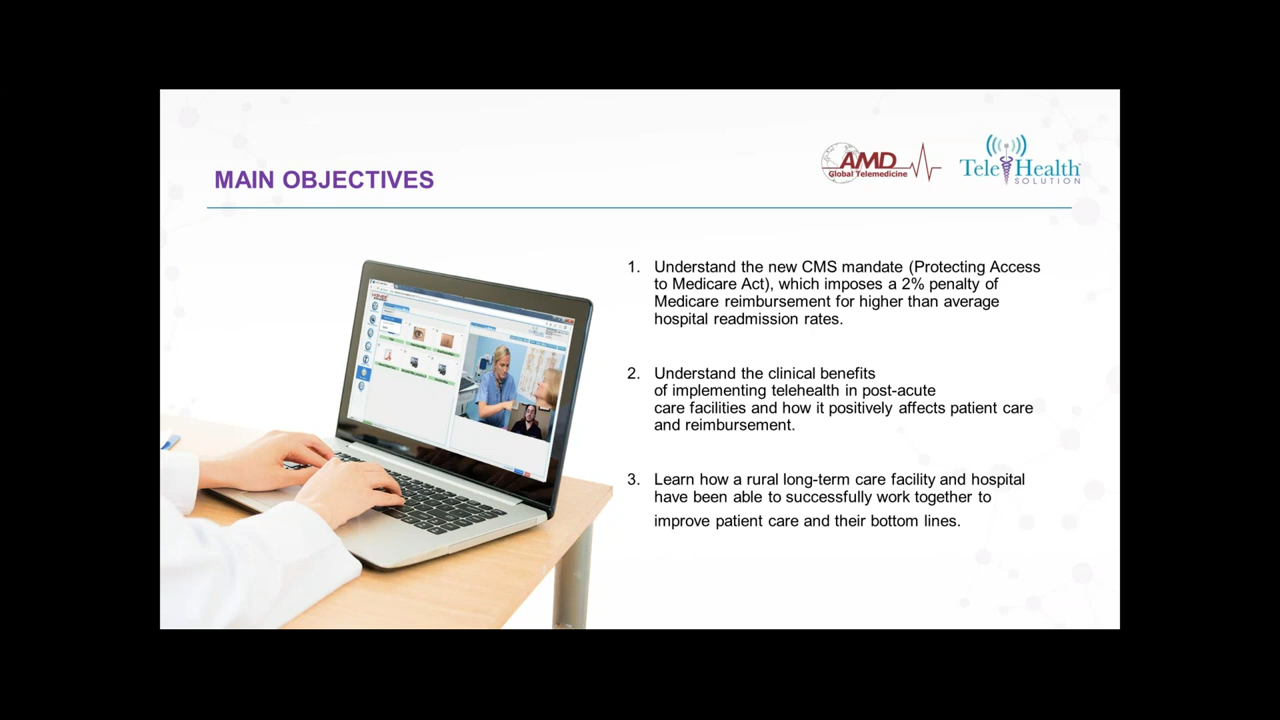 MAIN OBJECTIVES
AMD
Global Telemedicine
TeleHealth
SOLUTION
1. Understand the new CMS mandate (Protecting Access
to Medicare Act), which imposes a 2% penalty of
Medicare reimbursement for higher than average
hospital readmission rates.
2. Understand the clinical benefits
of implementing telehealth in post-acute
care facilities and how it positively affects patient care
and reimbursement.
3. Learn how a rural long-term care facility and hospital
have been able to successfully work together to
improve patient care and their bottom lines.